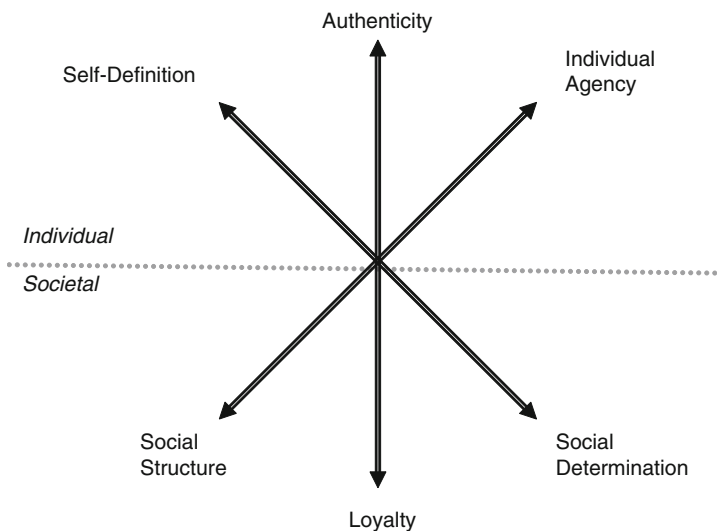 Authenticity
Self-Definition
Individual
Agency
Individual
Societal
Social
Structure
Social
Determination
Loyalty